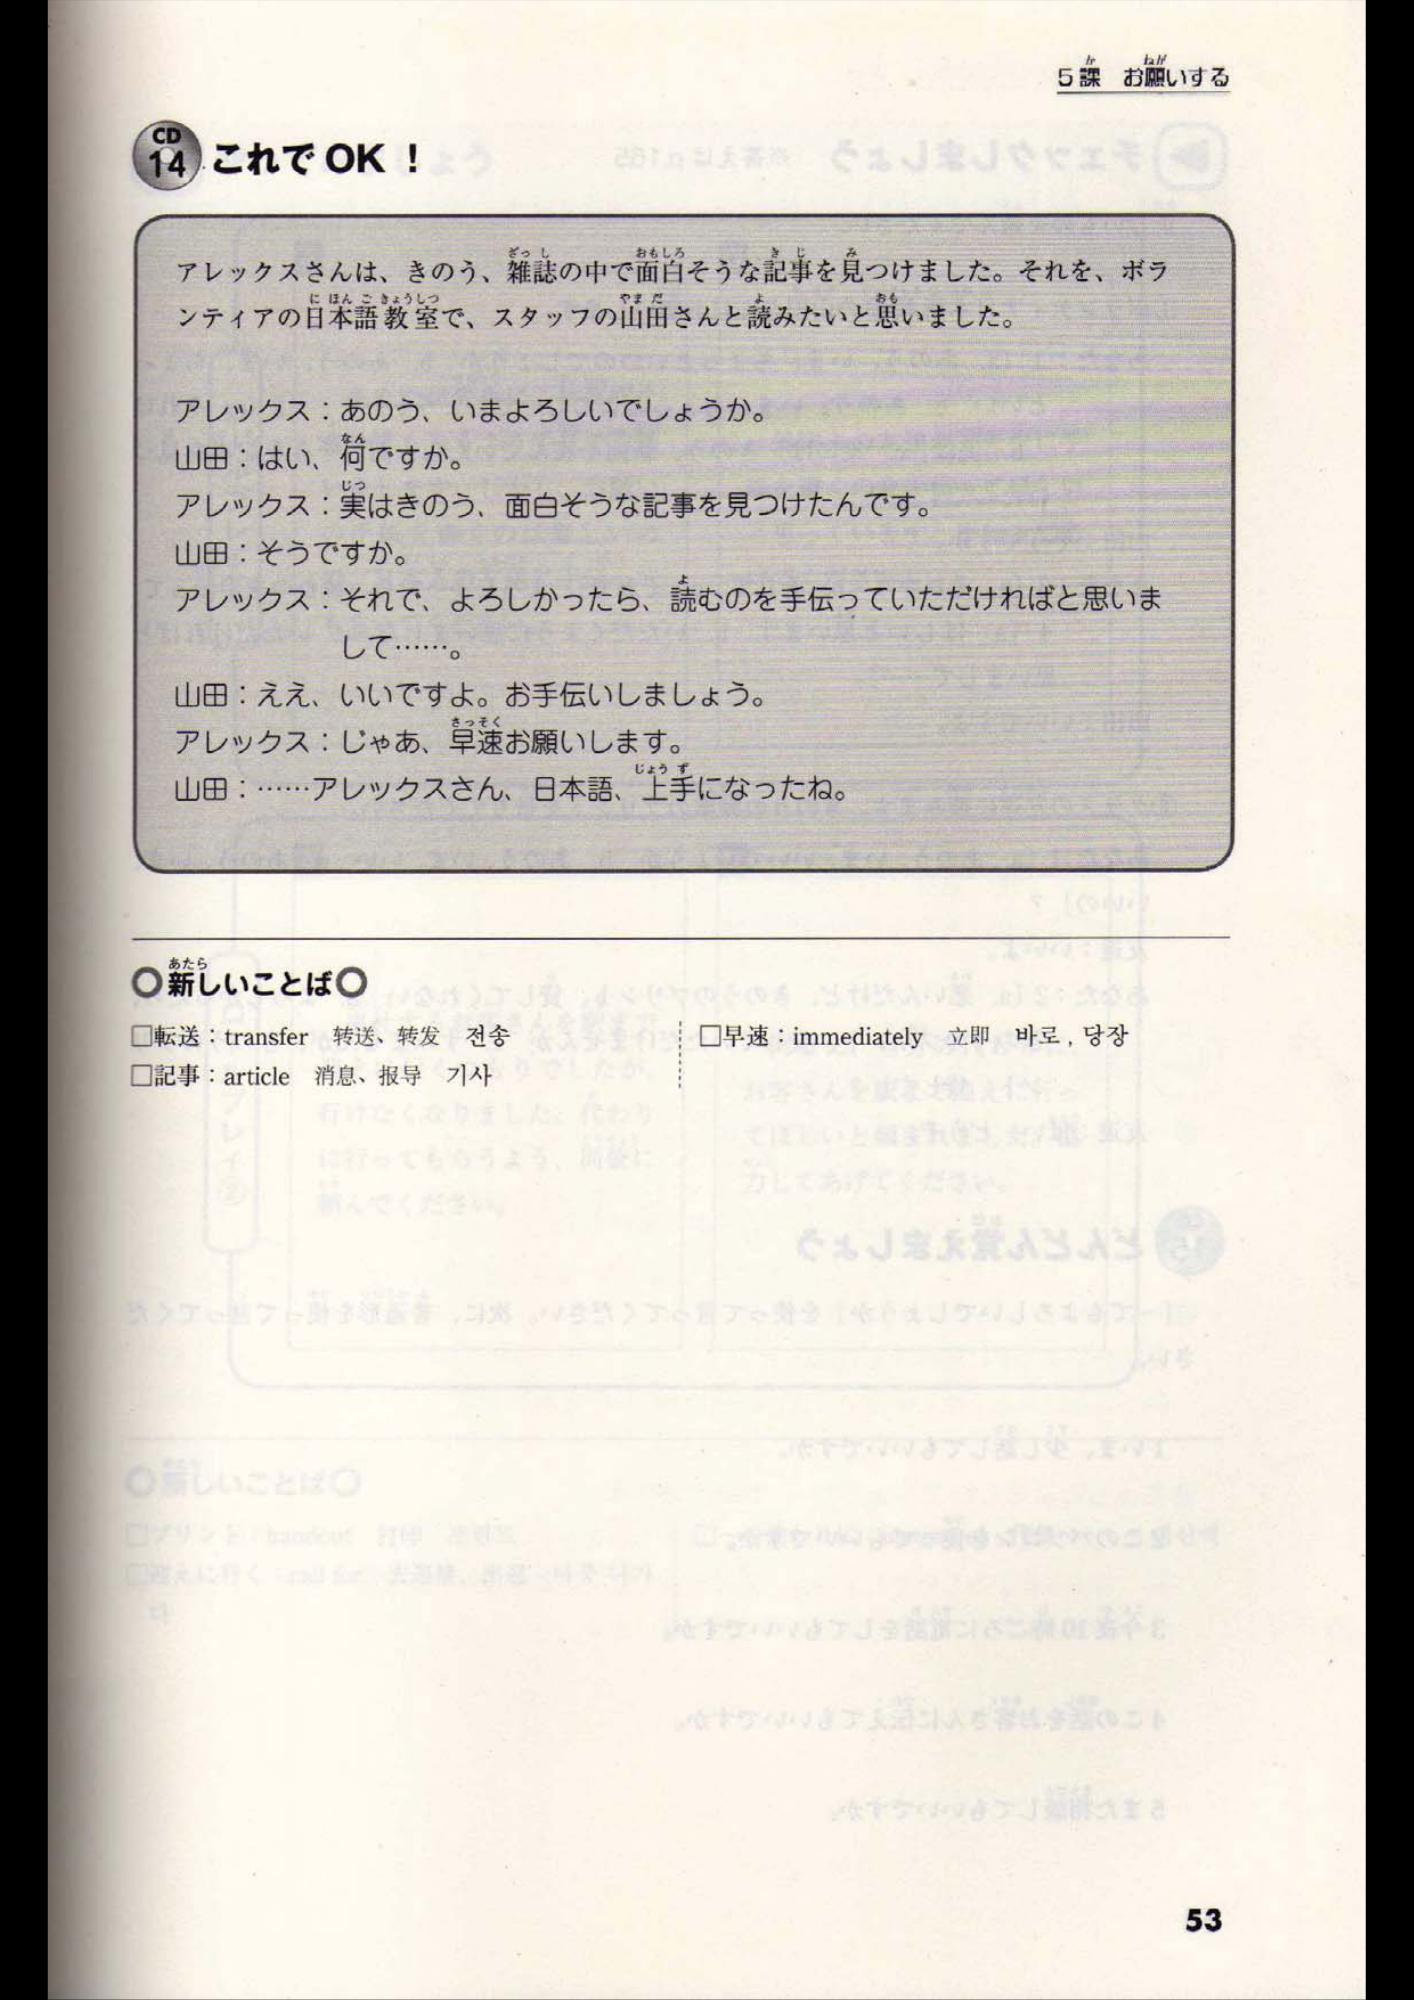 5課　お願いする
CD
14 これでOK！
アレックスさんは、きのう、雑誌の中で面白そうな記事を見つけました。それを、ボラ
ンティアの日本語教室で、スタッフの山田さんと読みたいと思いました。
アレックス：あのう、いまよろしいでしょうか。
山田：はい、何ですか。
アレックス：実はきのう、面白そうな記事を見つけたんです。
山田：そうですか。
アレックス：それで、よろしかったら、読むのを手伝っていただければと思いま
して……。
山田：ええ、いいですよ。お手伝いしましょう。
アレックス：じゃあ、早速お願いします。
山田：……アレックスさん、日本語、上手になったね。
○新しいことば○
□転送：transfer　转送、转发　전송
□記事：article　消息、报导　기사
□早速：immediately　立即　바로 , 당장
53